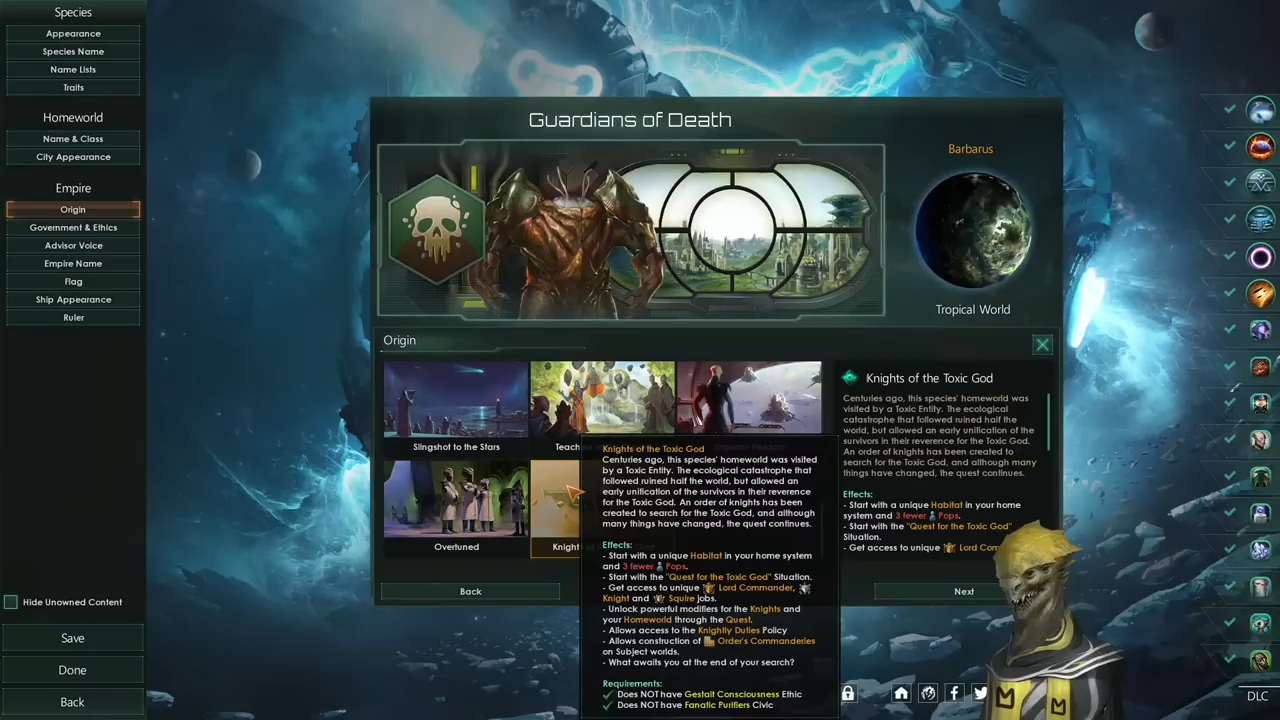 Species
Appearance
Species Name
Name Lists
Traits
Homeworld
Name & Class
City Appearance
Empire
Origin
Government & Ethics
Advisor Voice
Empire Name
Flag
Ship Appearance
Ruler
Hide Unowned Content
Save
Done
Back
Guardians of Death
Barbarus
Tropical World
Origin
Slingshot to the Stars
Overtuned
Back
Next
Knights of the Toxic God
Centuries ago, this species' homeworld was visited by a Toxic Entity. The ecological catastrophe that followed ruined half the world, but allowed an early unification of the survivors in their reverence for the Toxic God. An order of knights has been created to search for the Toxic God, and although many things have changed, the quest continues.
Effects:
- Start with a unique Habitat in your home system
and 3 fewer Pops.
- Start with the "Quest for the Toxic God" Situation.
- Get access to unique Lord Commander,
Knight and Squire jobs.
- Unlock powerful modifiers for the Knights and
your Homeworld through the Quest.
- Allows access to the Knightly Duties Policy
- Allows construction of Order's Commanderies
on Subject worlds.
- What awaits you at the end of your search?
Requirements:
Does NOT have Gestalt Consciousness Ethic
Does NOT have Fanatic Purifiers Civic
Knights of the Toxic God
Centuries ago, this species' homeworld was
visited by a Toxic Entity. The ecological
catastrophe that followed ruined half the
world, but allowed an early unification of the
survivors in their reverence for the Toxic God.
An order of knights has been created to
search for the Toxic God, and although many
things have changed, the quest continues.
Effects:
- Start with a unique Habitat in your home
system and 3 fewer Pops.
- Start with the "Quest for the Toxic God"
Situation.
- Get access to unique Lord Com
DLC